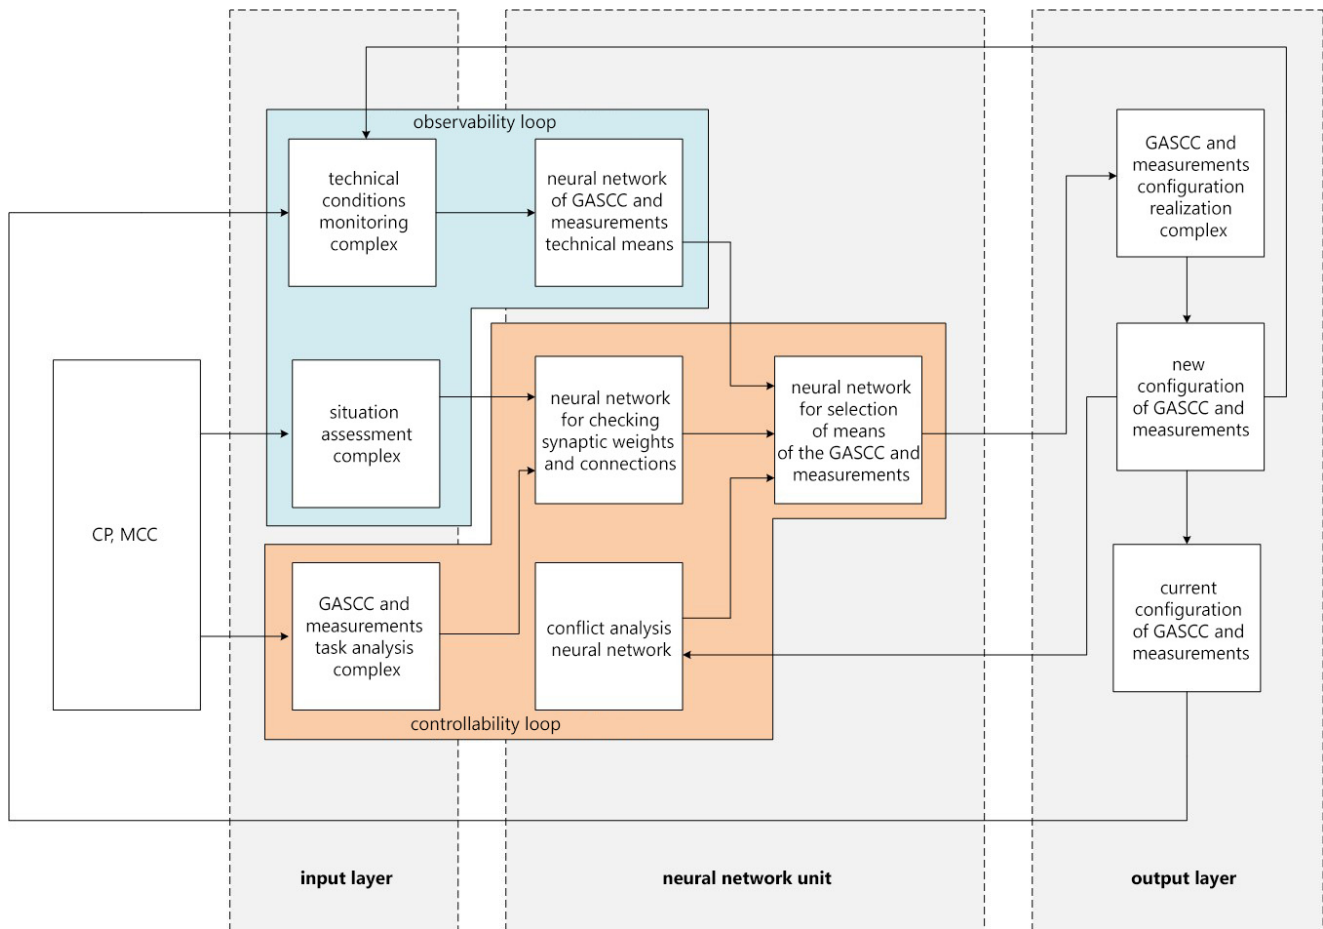 observability loop
technical
conditions
monitoring
complex
neural network
of GASCC and
measurements
technical means
GASCC and
measurements
configuration
realization
complex
CP, MCC
situation
assessment
complex
neural network
for checking
synaptic weights
and connections
neural network
for selection
of means
of the GASCC and
measurements
new
configuration
of GASCC and
measurements
GASCC and
measurements
task analysis
complex
conflict analysis
neural network
current
configuration
of GASCC and
measurements
controllability loop
input layer
neural network unit
output layer